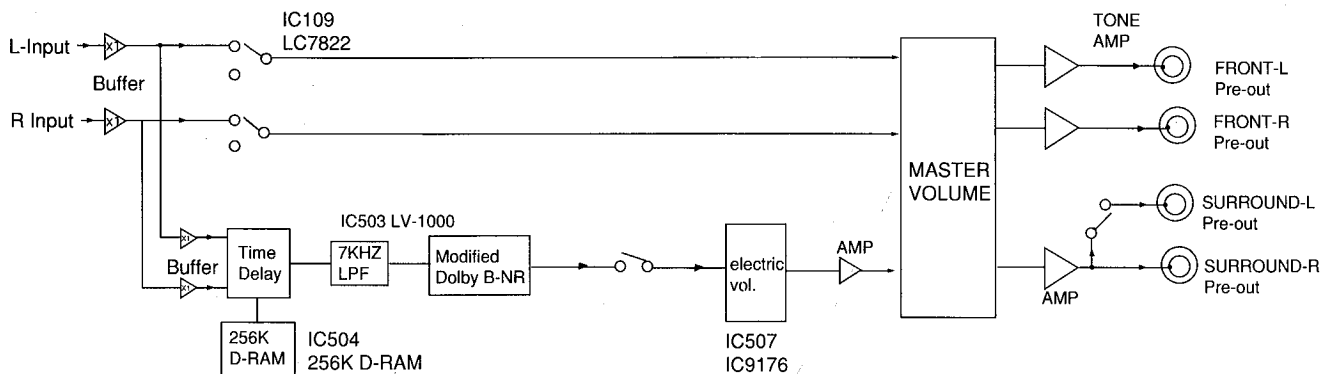 IC109
LC7822
TONE
AMP
L-Input
x1
Buffer
FRONT-L
Pre-out
R Input
x1
FRONT-R
Pre-out
MASTER
VOLUME
IC503 LV-1000
SURROUND-L
Pre-out
x1
Buffer
x1
Time
Delay
7KHZ
LPF
Modified
Dolby B-NR
electric
vol.
AMP
AMP
SURROUND-R
Pre-out
256K
D-RAM
IC504
256K D-RAM
IC507
IC9176